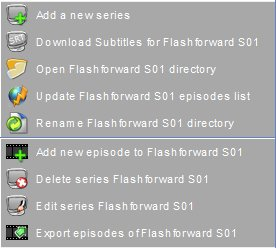 Add a new series
SRT
Download Subtitles for Flashforward S01
Open Flashforward S01 directory
Update Flashforward S01 episodes list
Rename Flashforward S01 directory
Add new episode to Flashforward S01
Delete series Flashforward S01
Edit series Flashforward S01
Export episodes of Flashforward S01